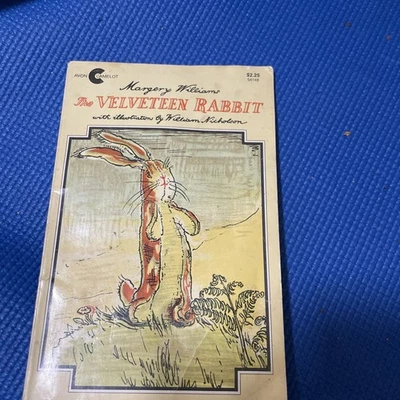 AVON CAMELOT
$2.25
Margery Williams
The VELVETEEN RABBIT
with illustrations by William Nicholson